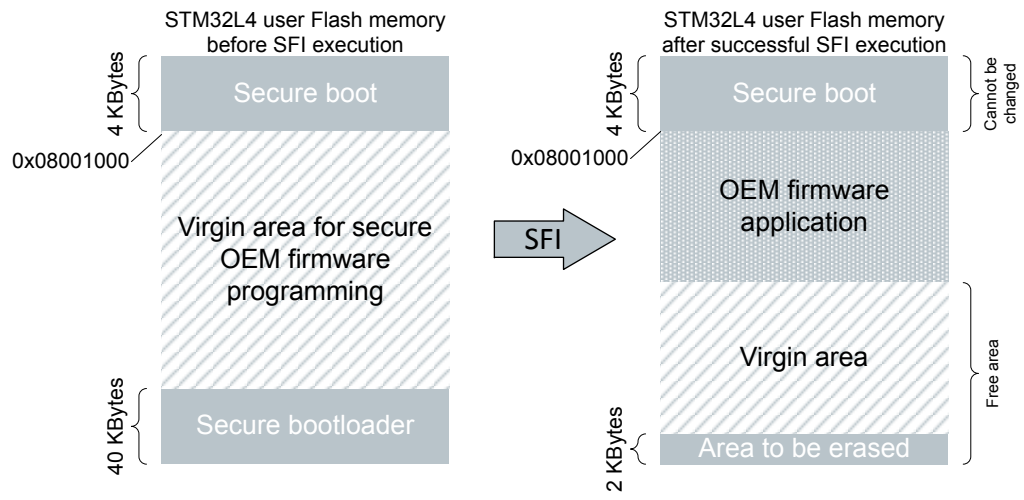 STM32L4 user Flash memory
before SFI execution
4 KBytes
Secure boot
0x08001000
Virgin area for secure
OEM firmware
programming
40 KBytes
Secure bootloader
SFI
STM32L4 user Flash memory
after successful SFI execution
4 KBytes
Secure boot
Cannot be
changed
0x08001000
OEM firmware
application
Virgin area
Free area
2 KBytes
Area to be erased